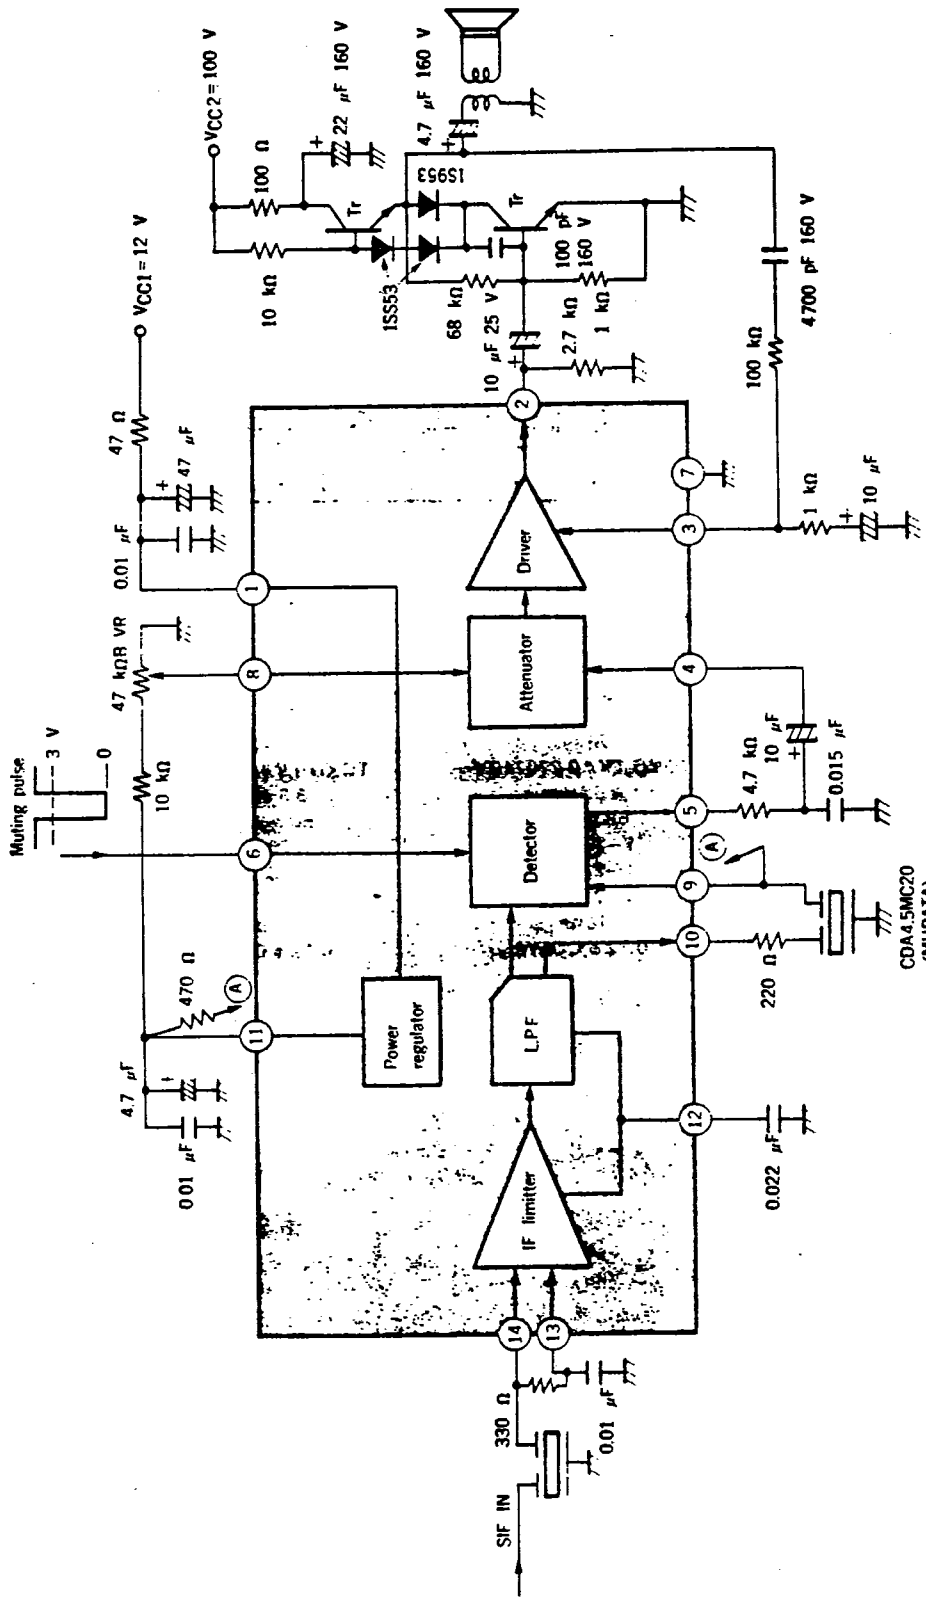 SIF IN
330 Ω
0.01 μF
14
13
IF limitter
L.P.F
12
0.022 μF
001 μF
4.7 μF
470 Ω
A
11
Power regulator
10
220 Ω
CDA4.5MC20
9
A
5
4.7 kΩ
10 μF
0.015 μF
Detector
6
Muting pulse
3 V
0
10 kΩ
47 kΩB VR
8
Attenuator
4
1
0.01 μF
47 μF
47 Ω
VCC1=12 V
Driver
3
7
2
1 kΩ
10 μF
100 kΩ
4700 pF 160 V
10 μF 25 V
2.7 kΩ
1 kΩ
68 kΩ
100 pF 160 V
1SS53
1S953
Tr
Tr
10 kΩ
100 Ω
VCC2=100 V
22 μF 160 V
4.7 μF 160 V